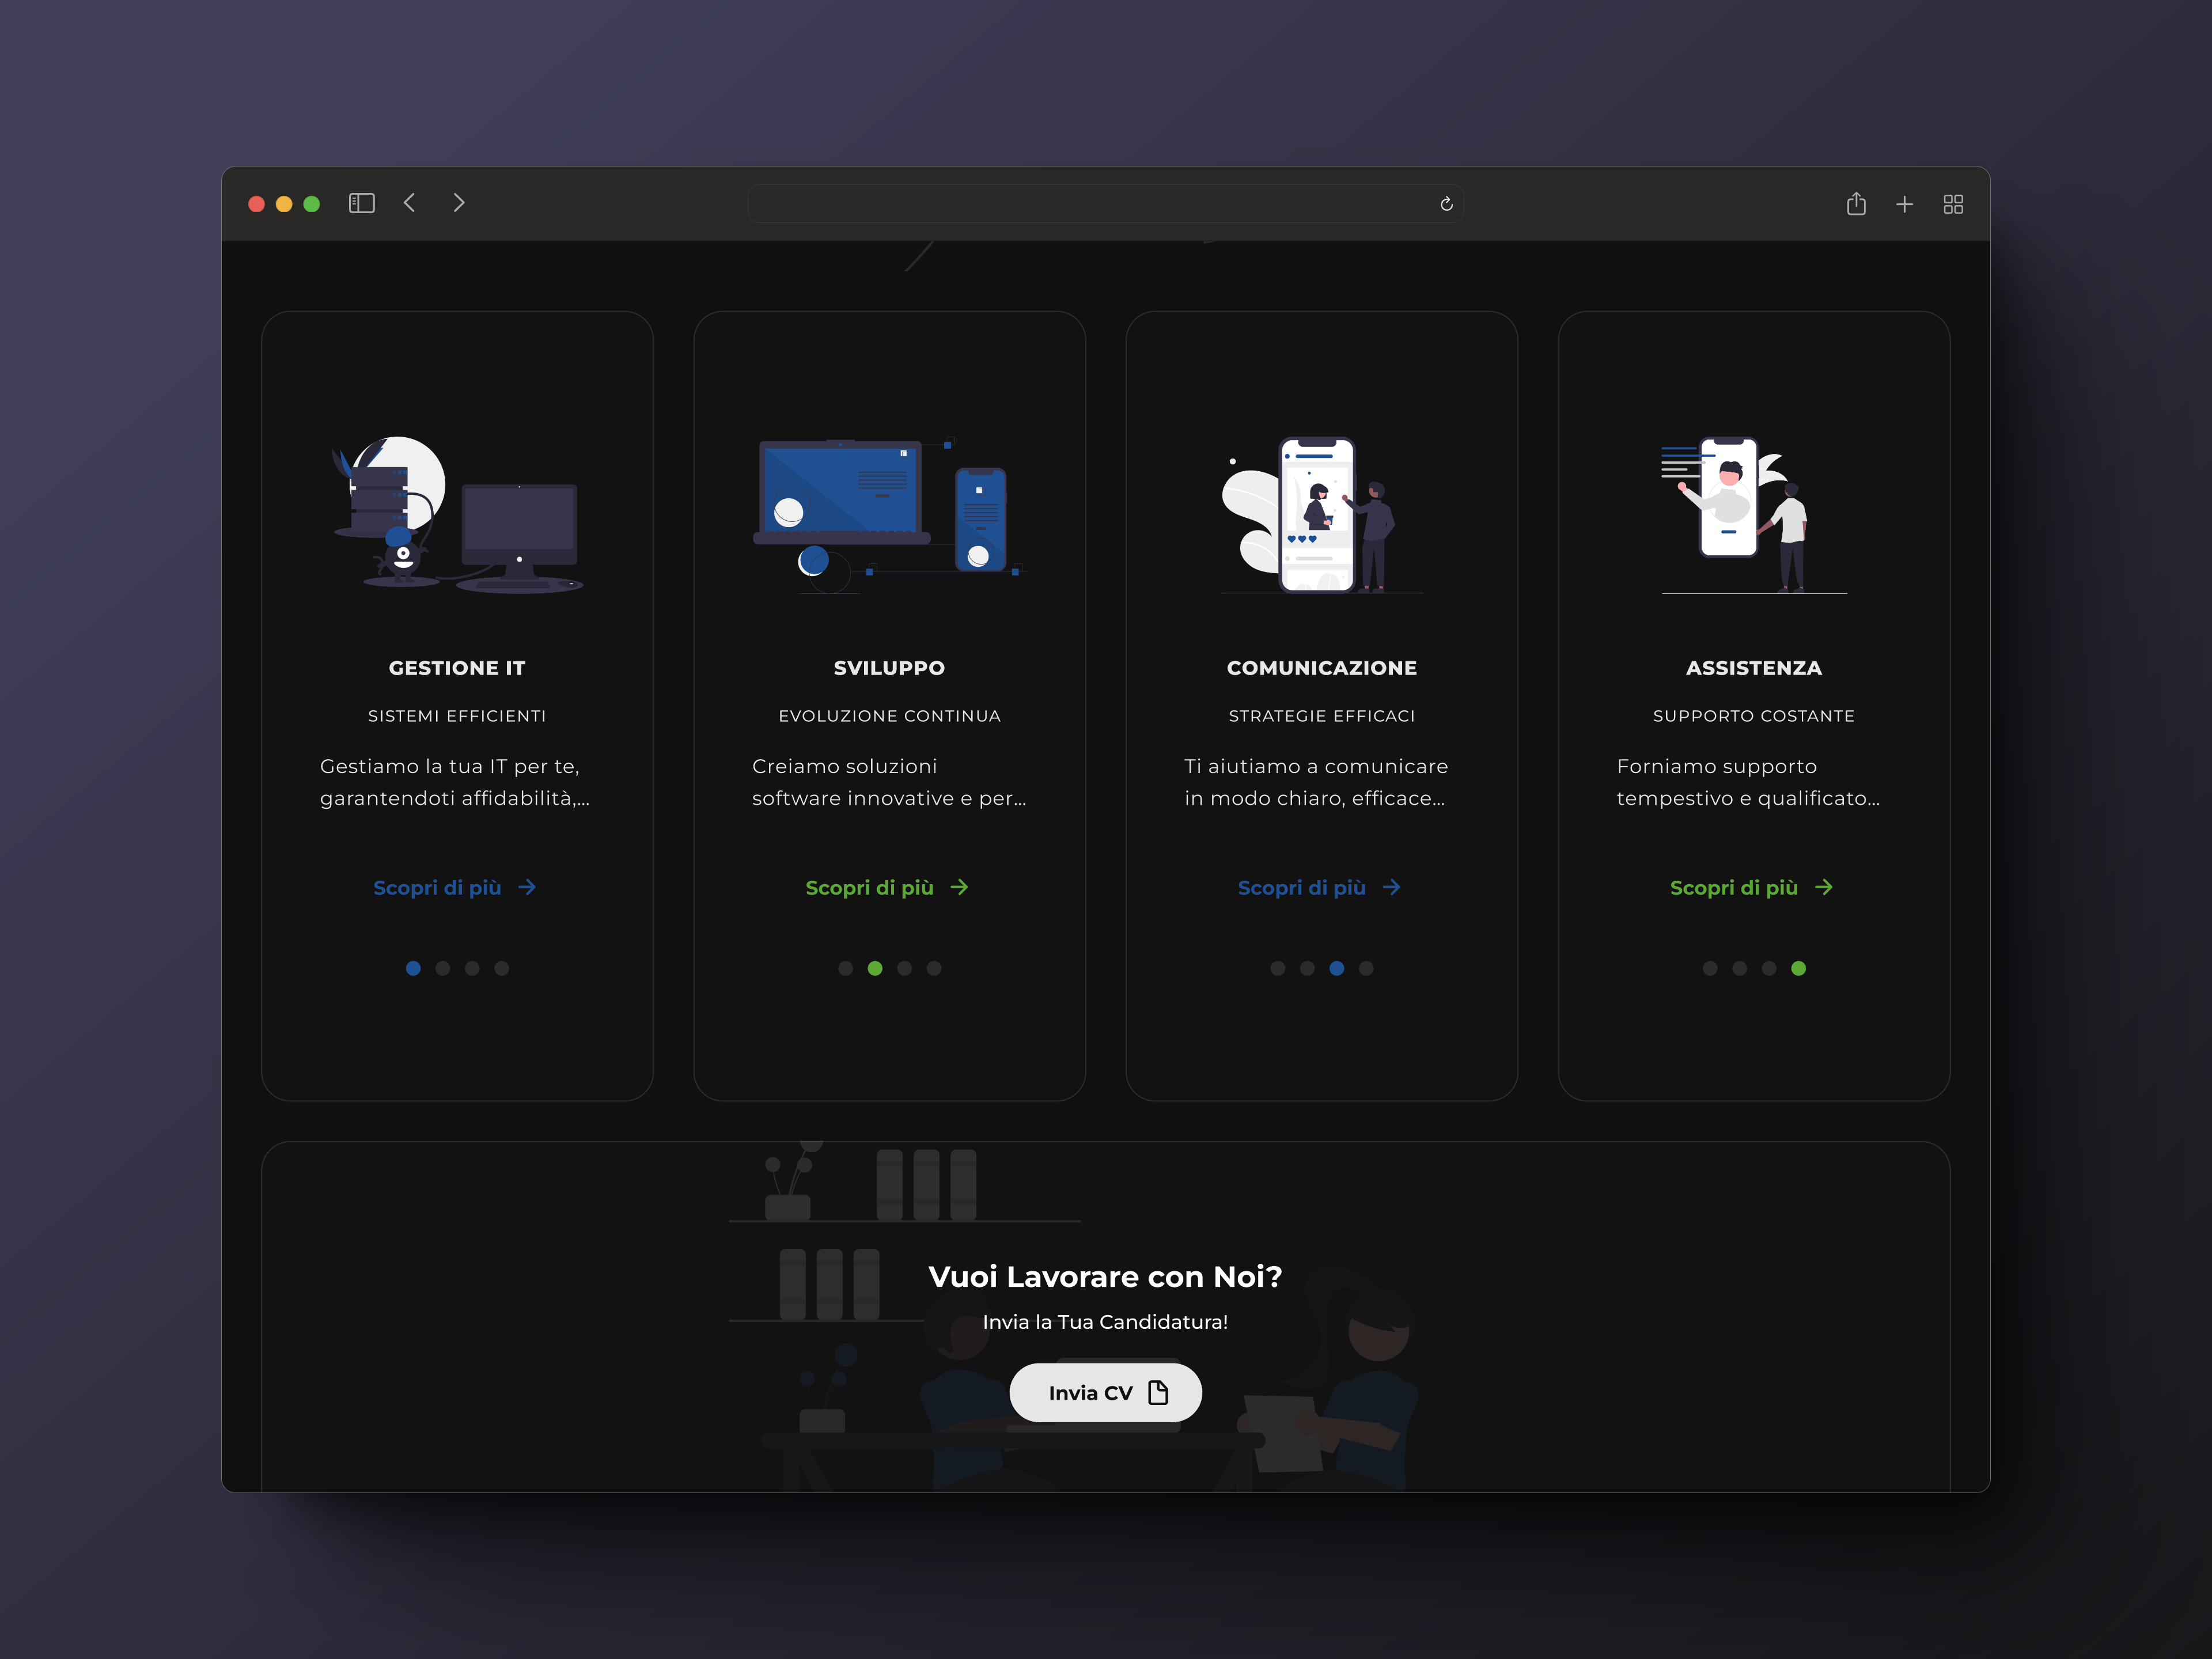 GESTIONE IT
SISTEMI EFFICIENTI
Gestiamo la tua IT per te,
garantendoti affidabilità,...
Scopri di più
SVILUPPO
EVOLUZIONE CONTINUA
Creiamo soluzioni
software innovative e per...
Scopri di più
COMUNICAZIONE
STRATEGIE EFFICACI
Ti aiutiamo a comunicare
in modo chiaro, efficace...
Scopri di più
ASSISTENZA
SUPPORTO COSTANTE
Forniamo supporto
tempestivo e qualificato...
Scopri di più
Vuoi Lavorare con Noi?
Invia la Tua Candidatura!
Invia CV